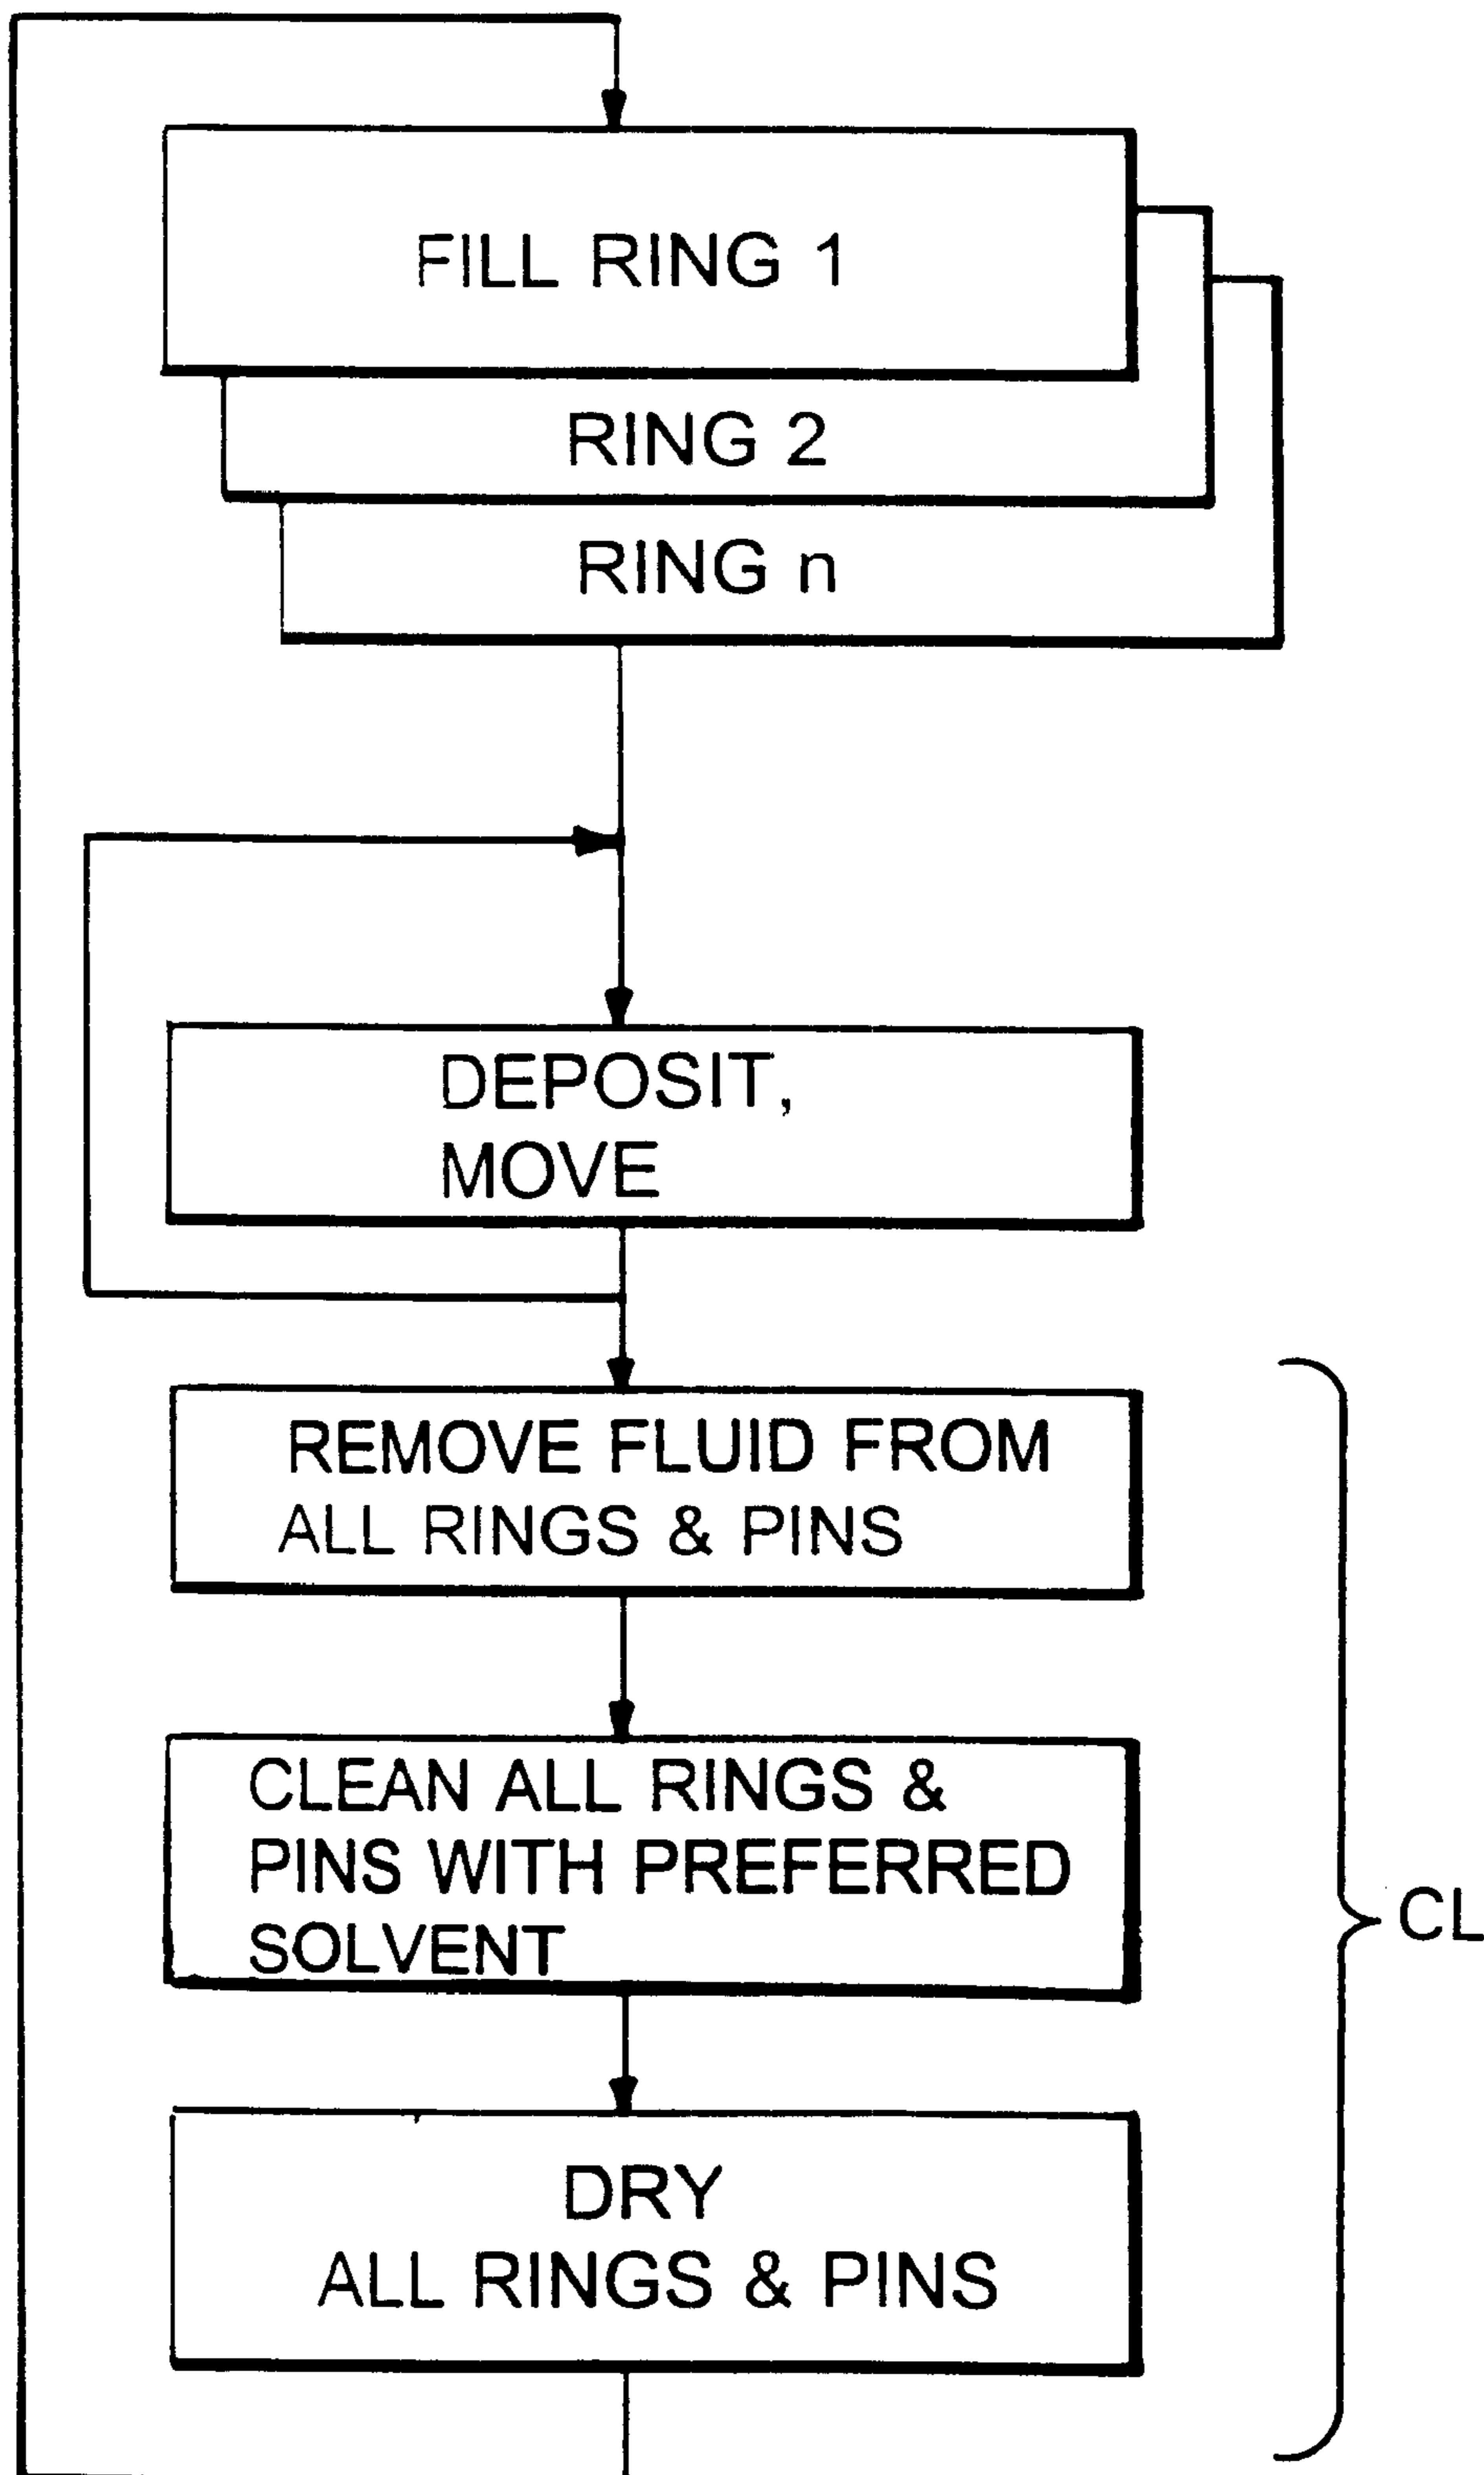 FILL RING 1
RING 2
RING n
DEPOSIT,
MOVE
REMOVE FLUID FROM
ALL RINGS & PINS
CLEAN ALL RINGS &
PINS WITH PREFERRED
SOLVENT
CL
DRY
ALL RINGS & PINS